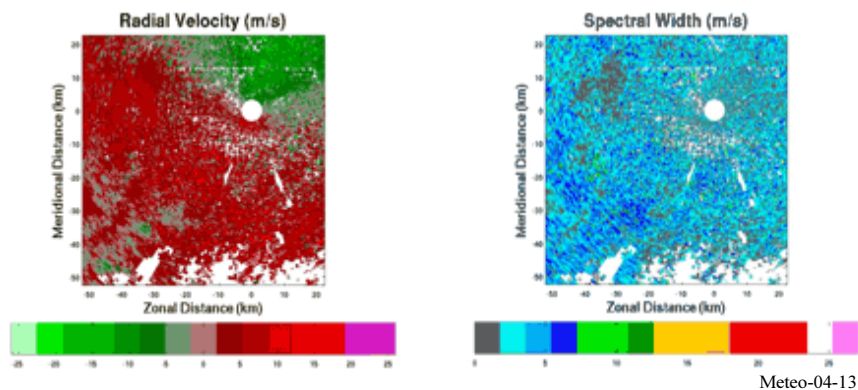 Radial Velocity (m/s)
Spectral Width (m/s)
Meridional Distance (km)
20
10
0
-10
-20
-30
-40
-50
-50 -40 -30 -20 -10 0 10 20
Zonal Distance (km)
-25 -20 -15 -10 -5 0 5 10 15 20 25
Meridional Distance (km)
20
10
0
-10
-20
-30
-40
-50
-50 -40 -30 -20 -10 0 10 20
Zonal Distance (km)
0 5 10 15 20 25
Meteo-04-13